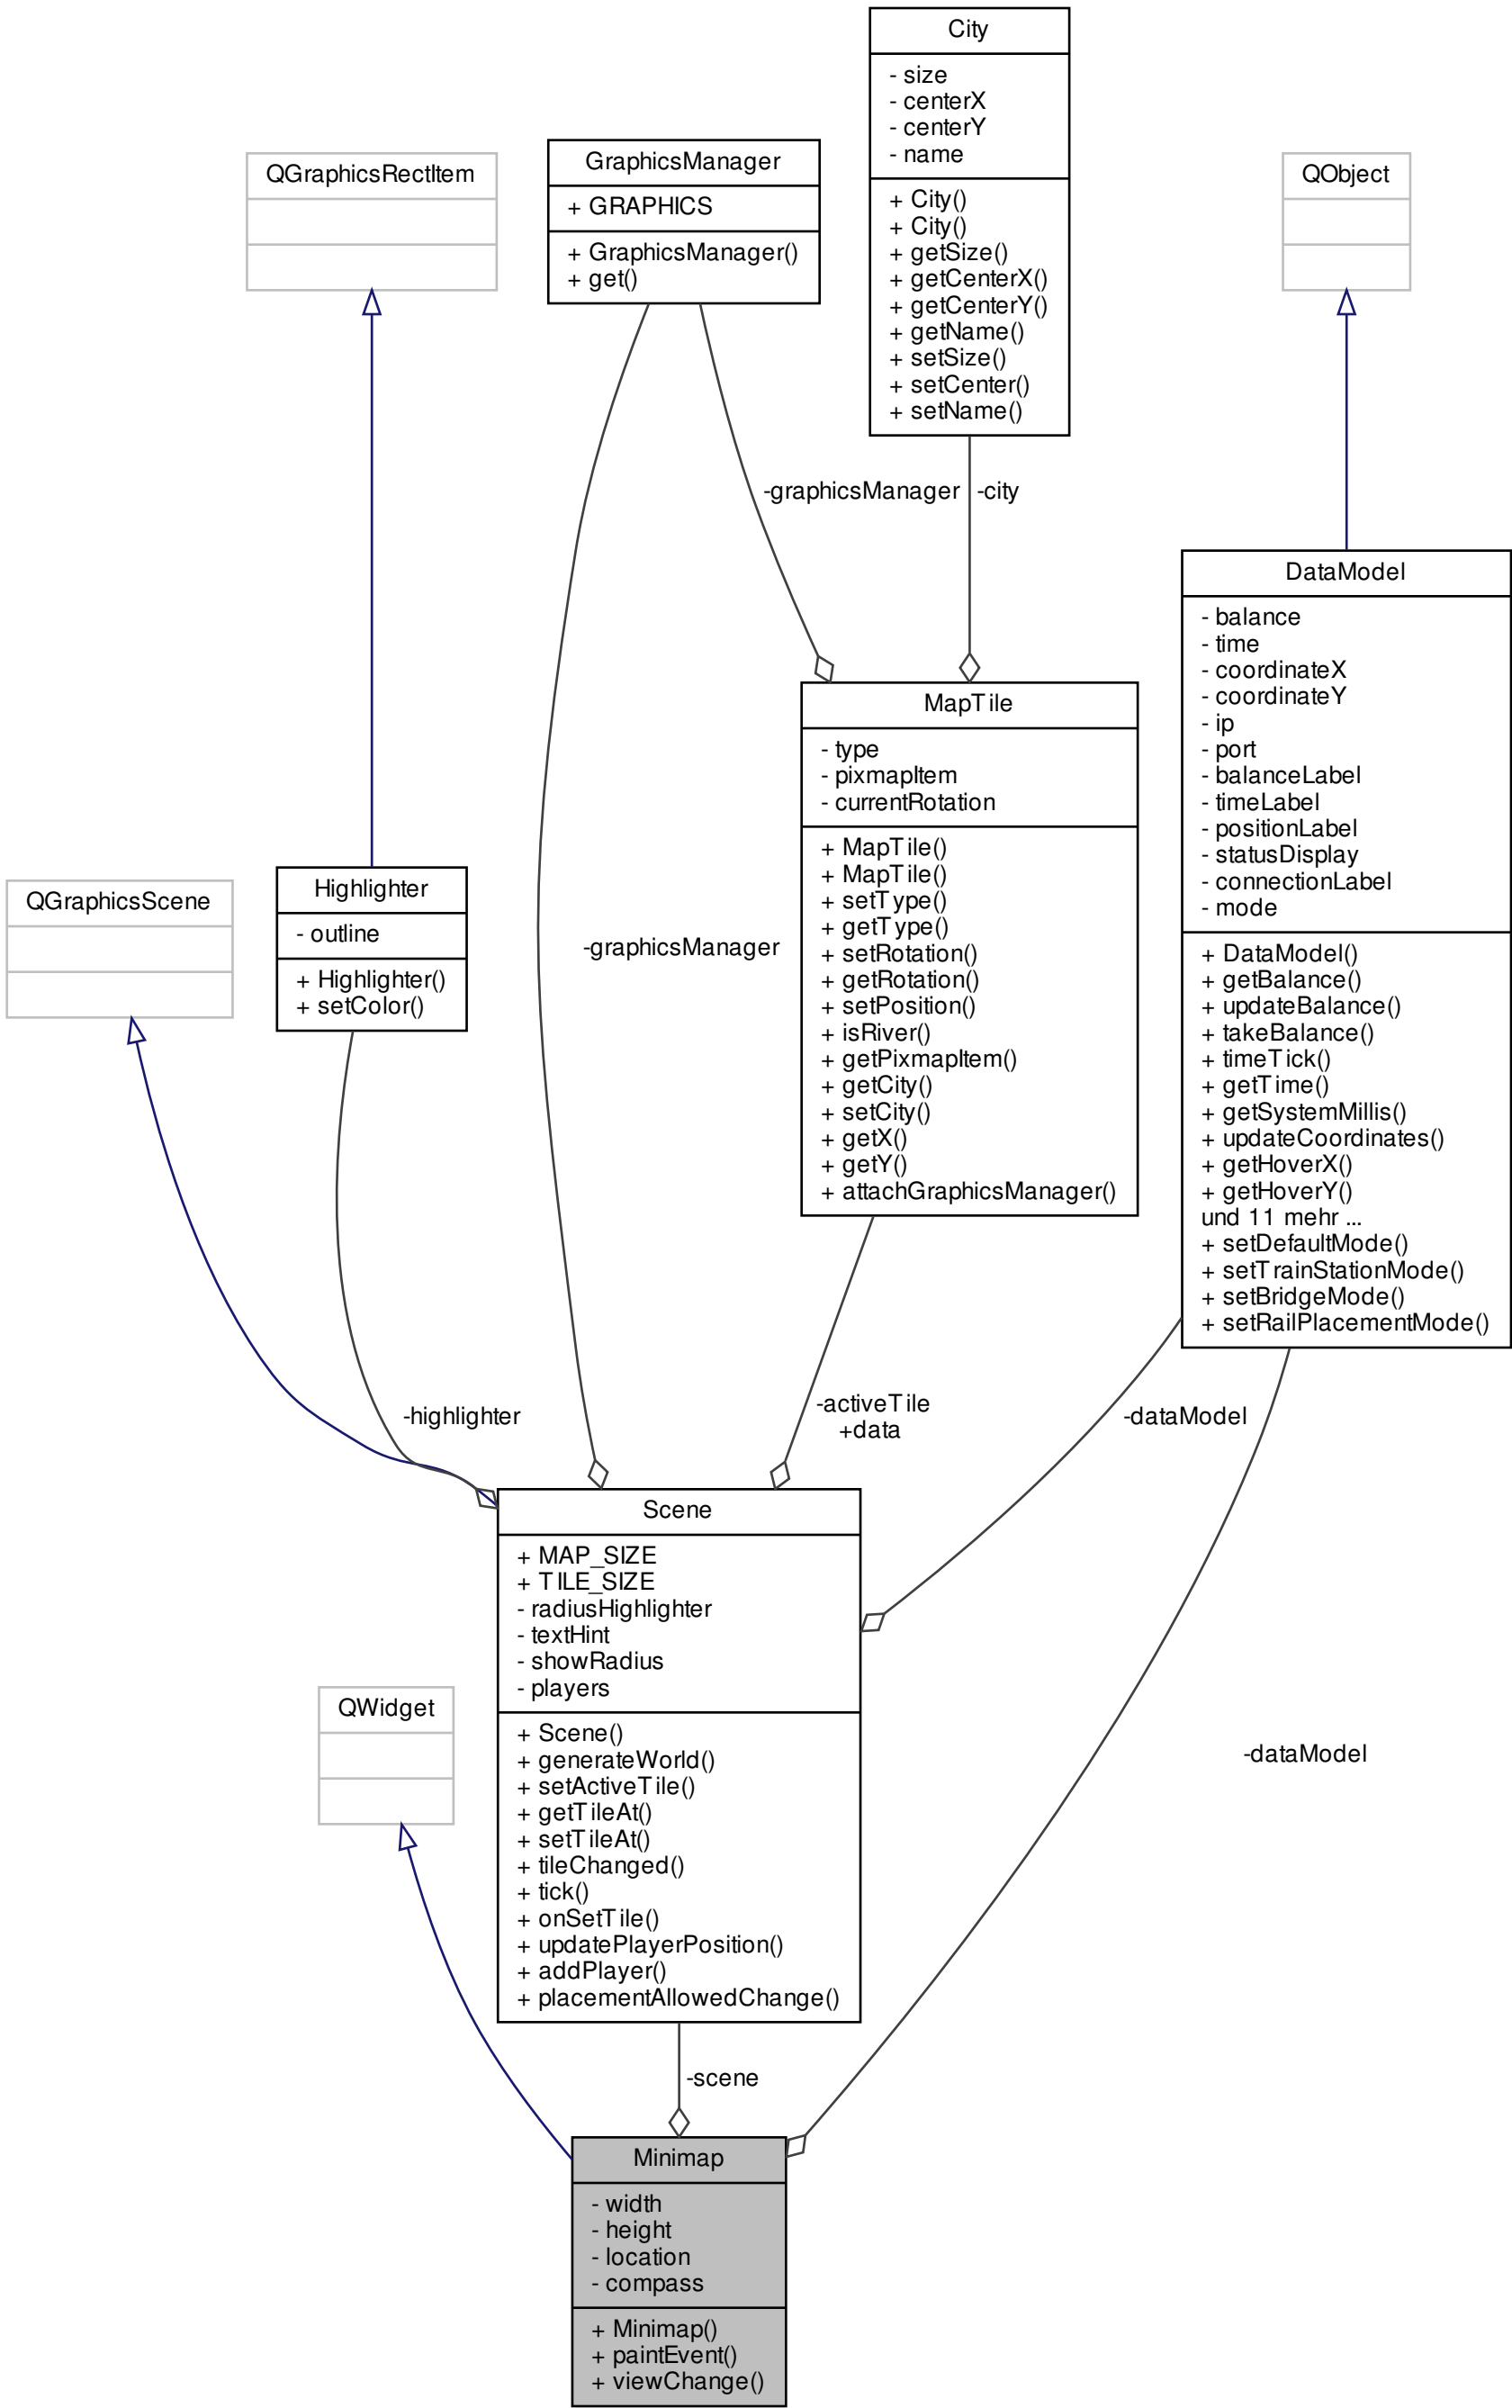 City
- size
- centerX
- centerY
- name
+ City()
+ City()
+ getSize()
+ getCenterX()
+ getCenterY()
+ getName()
+ setSize()
+ setCenter()
+ setName()
GraphicsManager
+ GRAPHICS
+ GraphicsManager()
+ get()
QGraphicsRectItem
QObject
-graphicsManager
-city
DataModel
- balance
- time
- coordinateX
- coordinateY
- ip
- port
- balanceLabel
- timeLabel
- positionLabel
- statusDisplay
- connectionLabel
- mode
+ DataModel()
+ getBalance()
+ updateBalance()
+ takeBalance()
+ timeTick()
+ getTime()
+ getSystemMillis()
+ updateCoordinates()
+ getHoverX()
+ getHoverY()
und 11 mehr ...
+ setDefaultMode()
+ setTrainStationMode()
+ setBridgeMode()
+ setRailPlacementMode()
MapTile
- type
- pixmapItem
- currentRotation
+ MapTile()
+ MapTile()
+ setType()
+ getType()
+ setRotation()
+ getRotation()
+ setPosition()
+ isRiver()
+ getPixmapItem()
+ getCity()
+ setCity()
+ getX()
+ getY()
+ attachGraphicsManager()
Highlighter
- outline
+ Highlighter()
+ setColor()
QGraphicsScene
-graphicsManager
-highlighter
-activeTile
+data
-dataModel
Scene
+ MAP_SIZE
+ TILE_SIZE
- radiusHighlighter
- textHint
- showRadius
- players
+ Scene()
+ generateWorld()
+ setActiveTile()
+ getTileAt()
+ setTileAt()
+ tileChanged()
+ tick()
+ onSetTile()
+ updatePlayerPosition()
+ addPlayer()
+ placementAllowedChange()
QWidget
-dataModel
-scene
Minimap
- width
- height
- location
- compass
+ Minimap()
+ paintEvent()
+ viewChange()